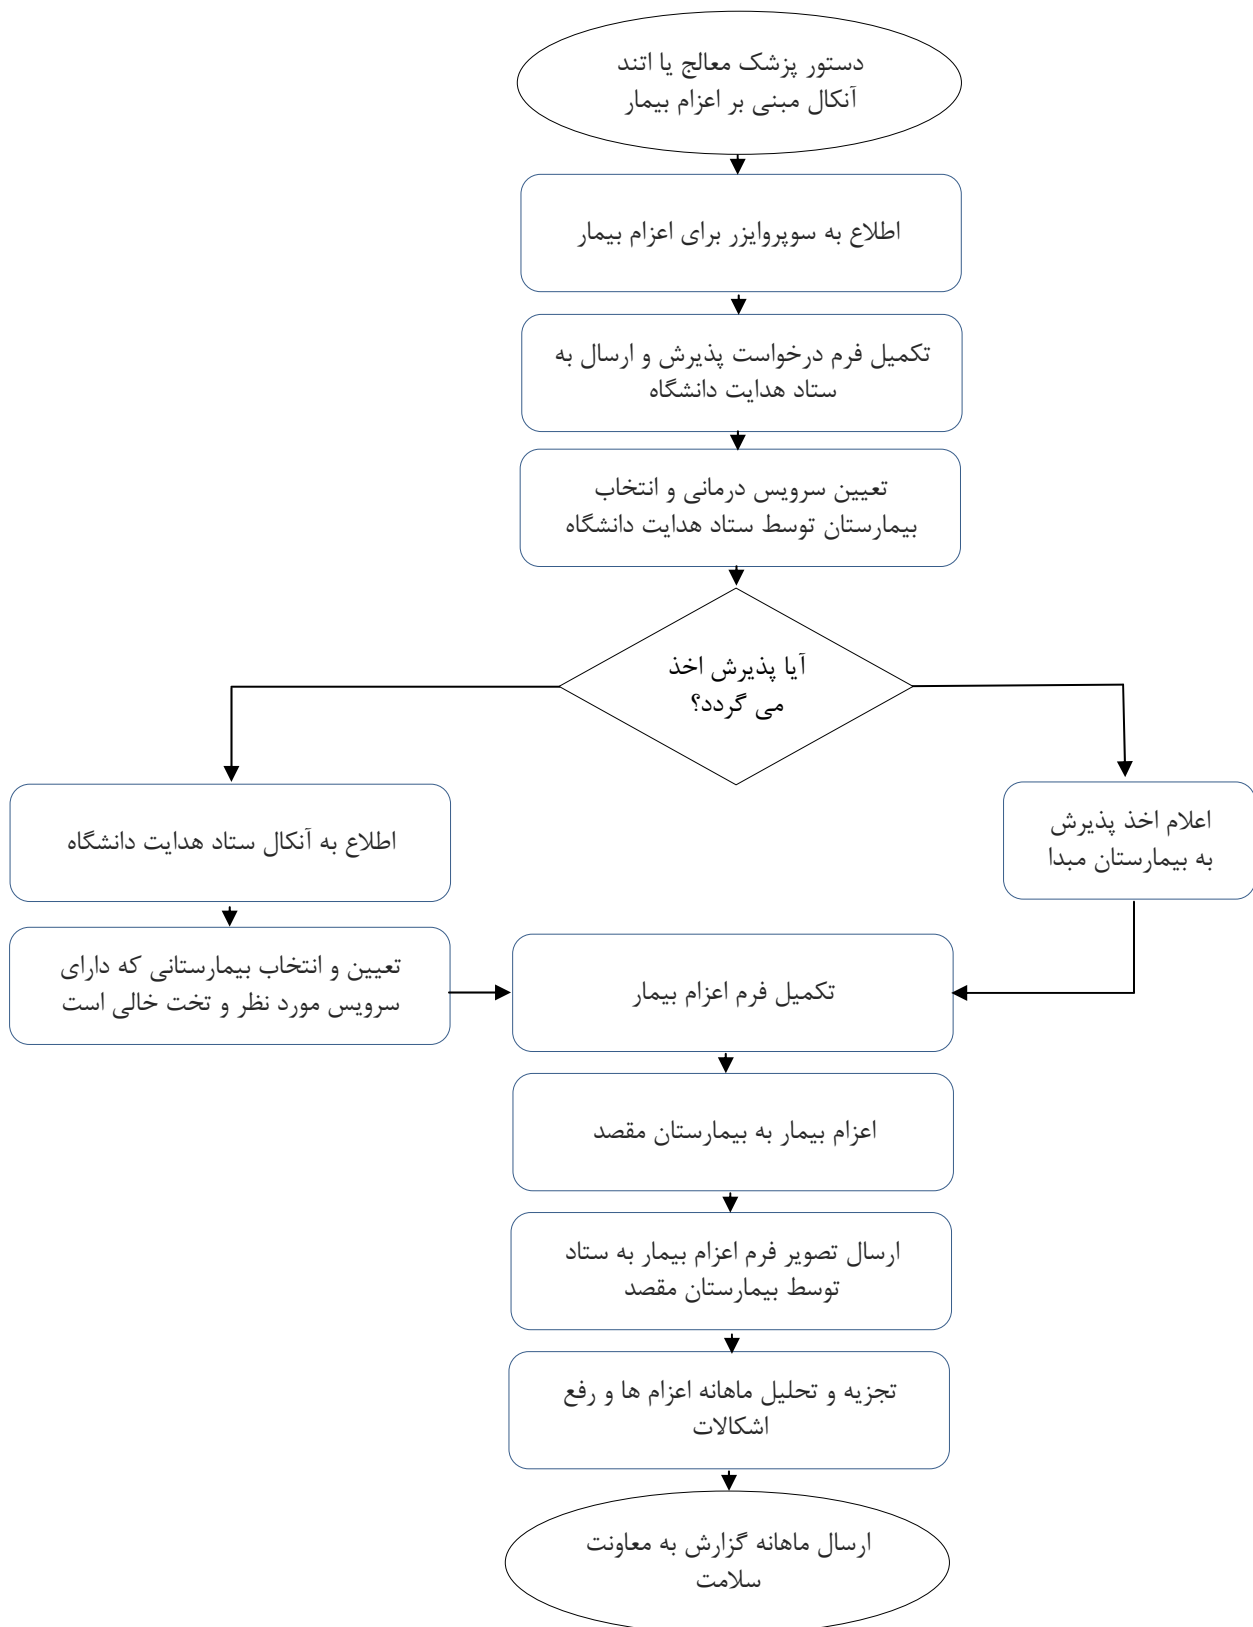 دستور پزشک معالج یا اتند
آنکال مبنی بر اعزام بیمار
اطلاع به سوپروایزر برای اعزام بیمار
تکمیل فرم درخواست پذیرش و ارسال به
ستاد هدایت دانشگاه
تعیین سرویس درمانی و انتخاب
بیمارستان توسط ستاد هدایت دانشگاه
آیا پذیرش اخذ
می گردد؟
اعلام اخذ پذیرش
به بیمارستان مبدا
اطلاع به آنکال ستاد هدایت دانشگاه
تعیین و انتخاب بیمارستانی که دارای
سرویس مورد نظر و تخت خالی است
تکمیل فرم اعزام بیمار
اعزام بیمار به بیمارستان مقصد
ارسال تصویر فرم اعزام بیمار به ستاد
توسط بیمارستان مقصد
تجزیه و تحلیل ماهانه اعزام ها و رفع
اشکالات
ارسال ماهانه گزارش به معاونت
سلامت